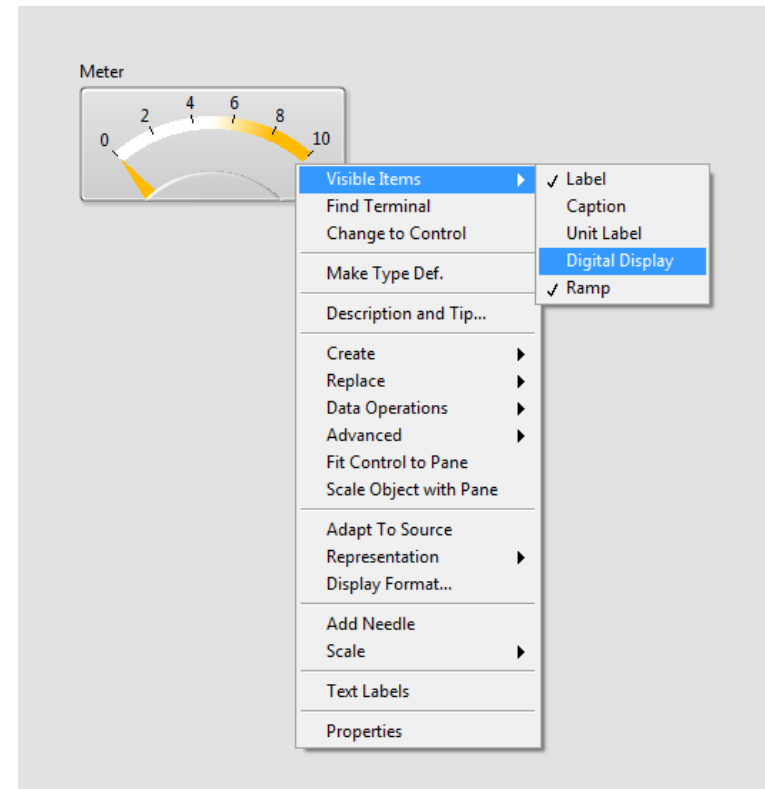 Meter
0 2 4 6 8 10
Visible Items
Find Terminal
Change to Control
Make Type Def.
Description and Tip...
Create
Replace
Data Operations
Advanced
Fit Control to Pane
Scale Object with Pane
Adapt To Source
Representation
Display Format...
Add Needle
Scale
Text Labels
Properties
Label
Caption
Unit Label
Digital Display
Ramp